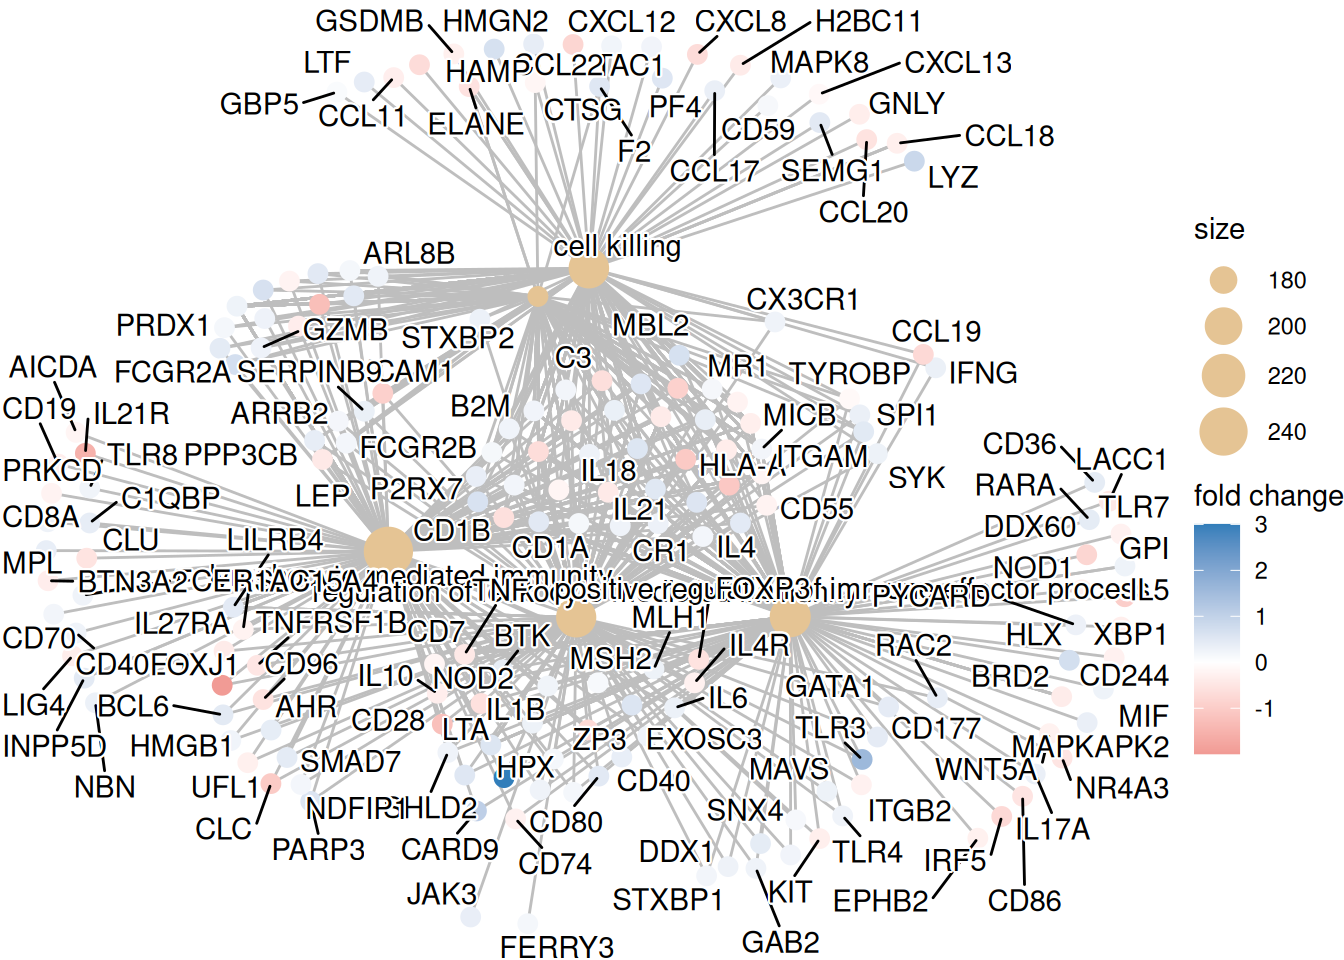 GSDMB HMGN2 CXCL12 CXCL8 H2BC11
LTF HAMP CCL22 TAC1 MAPK8 CXCL13
GBP5 CCL11 ELANE CTSG PF4 CD59 GNLY
F2 CCL17 SEMG1 CCL18
LYZ
CCL20
cell killing
ARL8B
CX3CR1
PRDX1 GZMB STXBP2 MBL2 CCL19
AICDA FCGR2A SERPINB9 C3 MR1 TYROBP IFNG
CD19 IL21R ARRB2 B2M MICB SPI1
PRKCD TLR8 PPP3CB FCGR2B IL18 HLA-A ITGAM SYK CD36 LACC1
CD8A C1QBP LEP P2RX7 IL21 CD55 RARA TLR7
CLU LILRB4 CD1B CD1A CR1 IL4 DDX60 GPI
MPL BTN3A2 NOD1
mediated immunity
regulation of
positive regulation of immune effector process
FOXP3 PYCARD IL5
CD70 IL27RA TNFRSF1B CD7 BTK MLH1 IL4R RAC2 HLX XBP1
CD40 FOXJ1 CD96 IL10 NOD2 MSH2 BRD2 CD244
LIG4 BCL6 AHR CD28 LTA IL1B IL6 GATA1 MIF
INPP5D HMGB1 ZP3 EXOSC3 TLR3 CD177 MAPKAPK2
NBN UFL1 SMAD7 HPX CD40 MAVS WNT5A NR4A3
CLC NDFIP1 SHLD2 CD80 SNX4 ITGB2 IL17A
PARP3 CARD9 CD74 DDX1 TLR4 IRF5
JAK3 STXBP1 KIT EPHB2 CD86
FERRY3 GAB2
size
180
200
220
240
fold change
3
2
1
0
-1